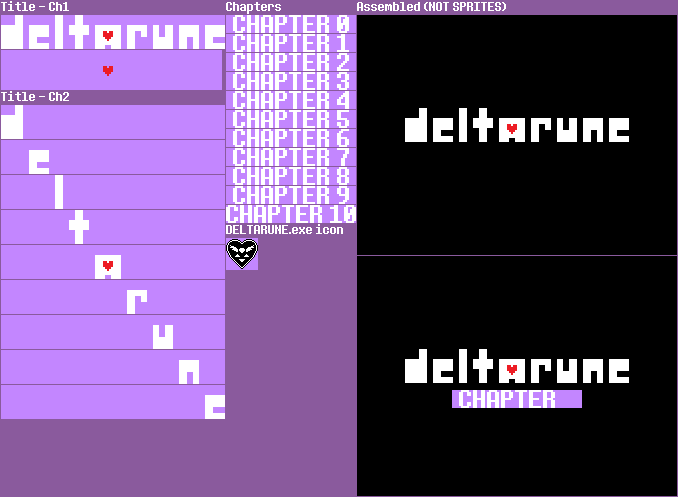 Title - Ch1
deltarune
Title - Ch2
d
e
l
t
a
r
u
n
e
Chapters
CHAPTER 0
CHAPTER 1
CHAPTER 2
CHAPTER 3
CHAPTER 4
CHAPTER 5
CHAPTER 6
CHAPTER 7
CHAPTER 8
CHAPTER 9
CHAPTER 10
DELTARUNE.exe icon
Assembled (NOT SPRITES)
deltarune
deltarune
CHAPTER